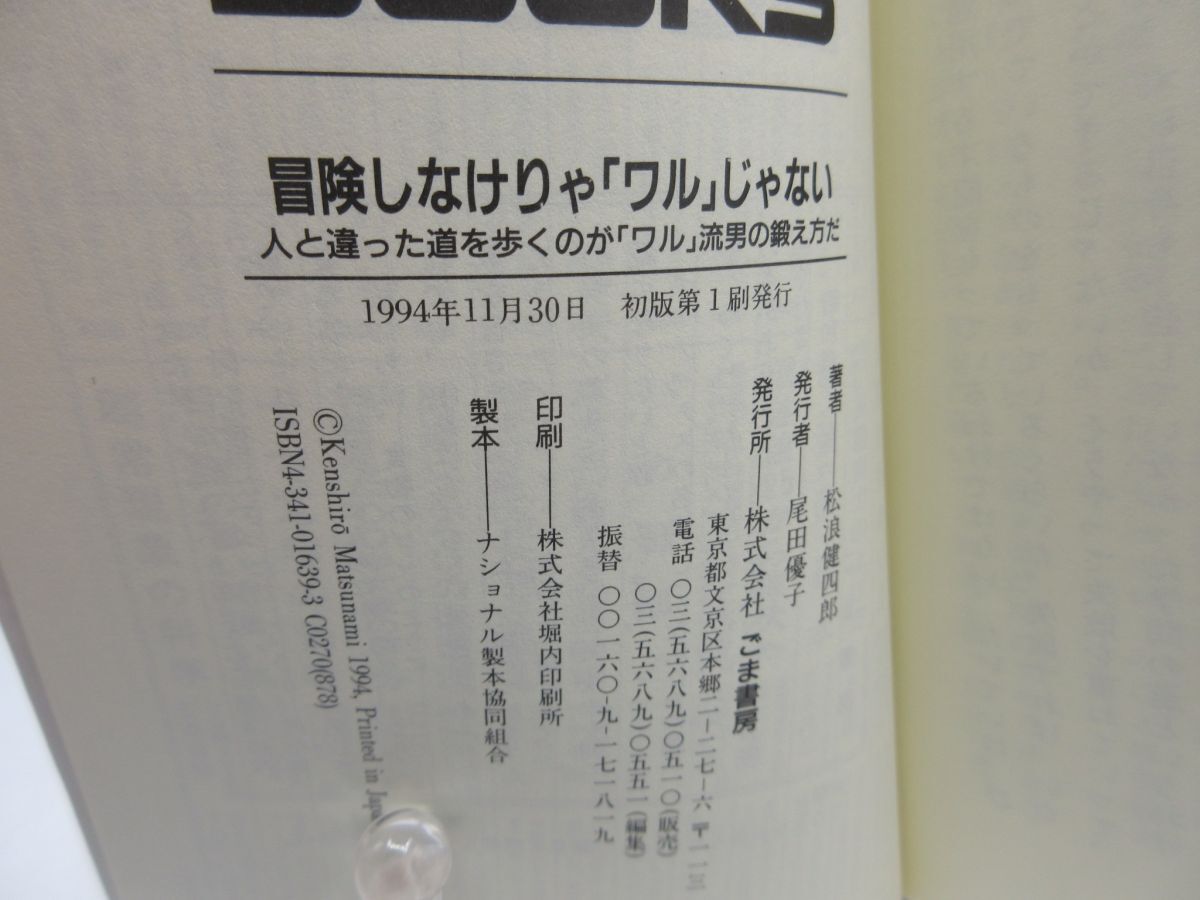 BOOKS
冒険しなけりゃ「ワル」じゃない
人と違った道を歩くのが「ワル」流男の鍛え方だ
1994年11月30日　初版第1刷発行
著者――松浪健四郎
発行者――尾田優子
発行所――株式会社 ごま書房
東京都文京区本郷二―二七―六 〒一一三
電話 〇三(五六八九)〇五一〇(販売)
〇三(五六八九)〇五五一(編集)
振替 〇〇一六〇-九-一七一八一九
印刷――株式会社堀内印刷所
製本――ナショナル製本協同組合
©Kenshirō Matsunami 1994, Printed in Japa
ISBN4-341-01639-3 C0270(878)